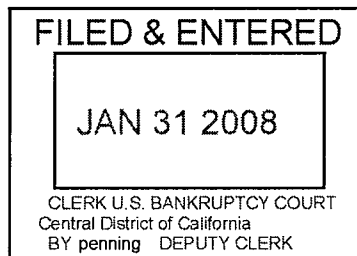 FILED & ENTERED
JAN 31 2008
CLERK U.S. BANKRUPTCY COURT
Central District of California
BY penning DEPUTY CLERK